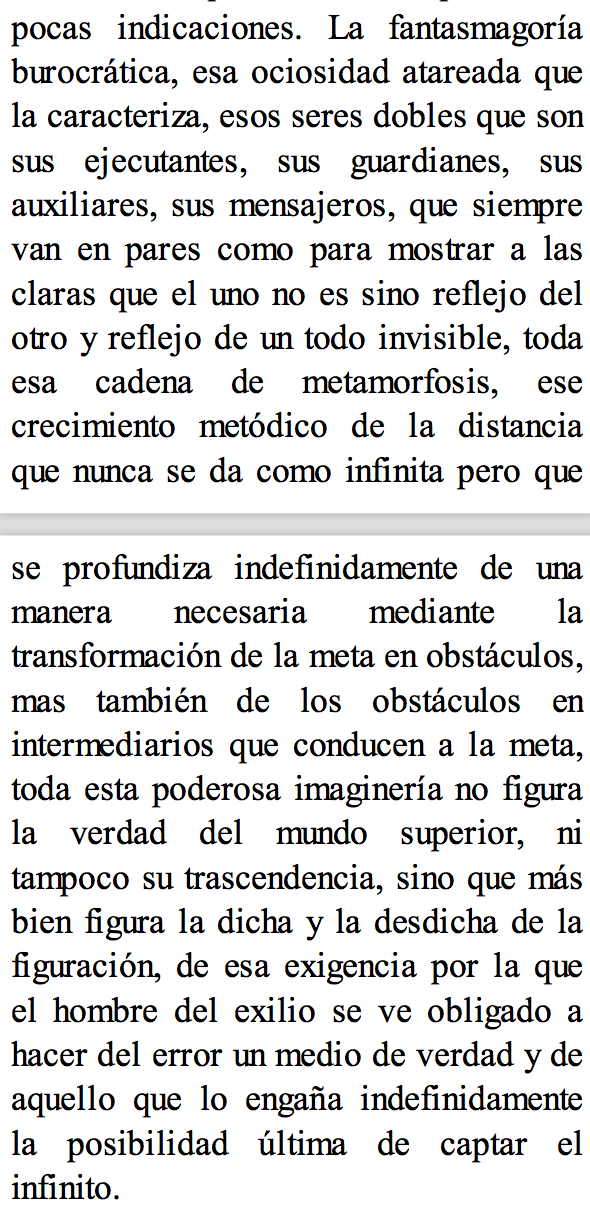 pocas indicaciones. La fantasmagoría
burocrática, esa ociosidad atareada que
la caracteriza, esos seres dobles que son
sus ejecutantes, sus guardianes, sus
auxiliares, sus mensajeros, que siempre
van en pares como para mostrar a las
claras que el uno no es sino reflejo del
otro y reflejo de un todo invisible, toda
esa cadena de metamorfosis, ese
crecimiento metódico de la distancia
que nunca se da como infinita pero que
se profundiza indefinidamente de una
manera necesaria mediante la
transformación de la meta en obstáculos,
mas también de los obstáculos en
intermediarios que conducen a la meta,
toda esta poderosa imaginería no figura
la verdad del mundo superior, ni
tampoco su trascendencia, sino que más
bien figura la dicha y la desdicha de la
figuración, de esa exigencia por la que
el hombre del exilio se ve obligado a
hacer del error un medio de verdad y de
aquello que lo engaña indefinidamente
la posibilidad última de captar el
infinito.